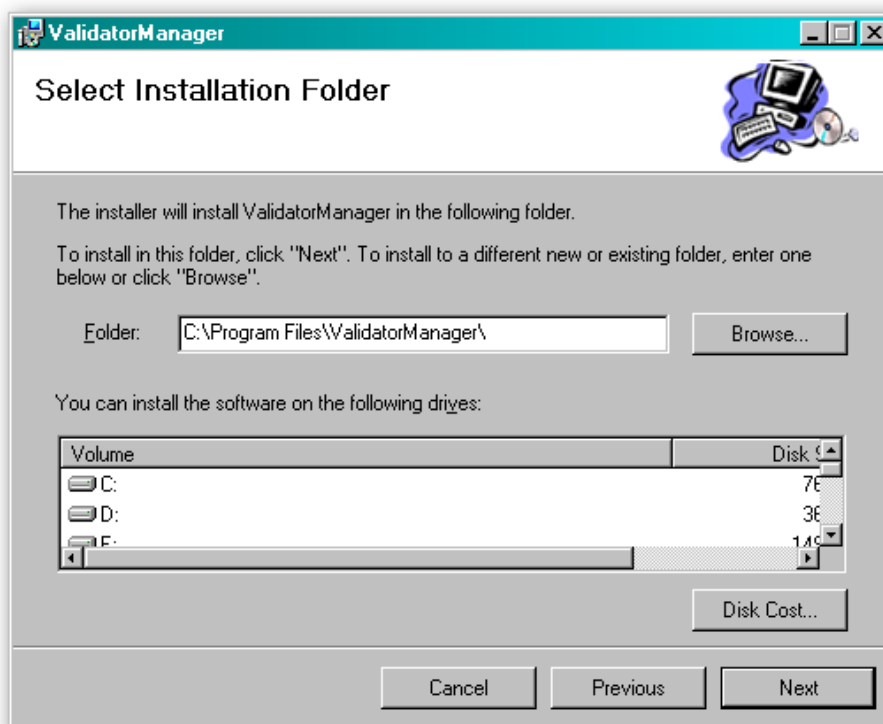 ValidatorManager
Select Installation Folder
The installer will install ValidatorManager in the following folder.
To install in this folder, click "Next". To install to a different new or existing folder, enter one
below or click "Browse".
Folder: C:\Program Files\ValidatorManager\ Browse...
You can install the software on the following drives:
Volume Disk
C:
D:
Disk Cost...
Cancel Previous Next